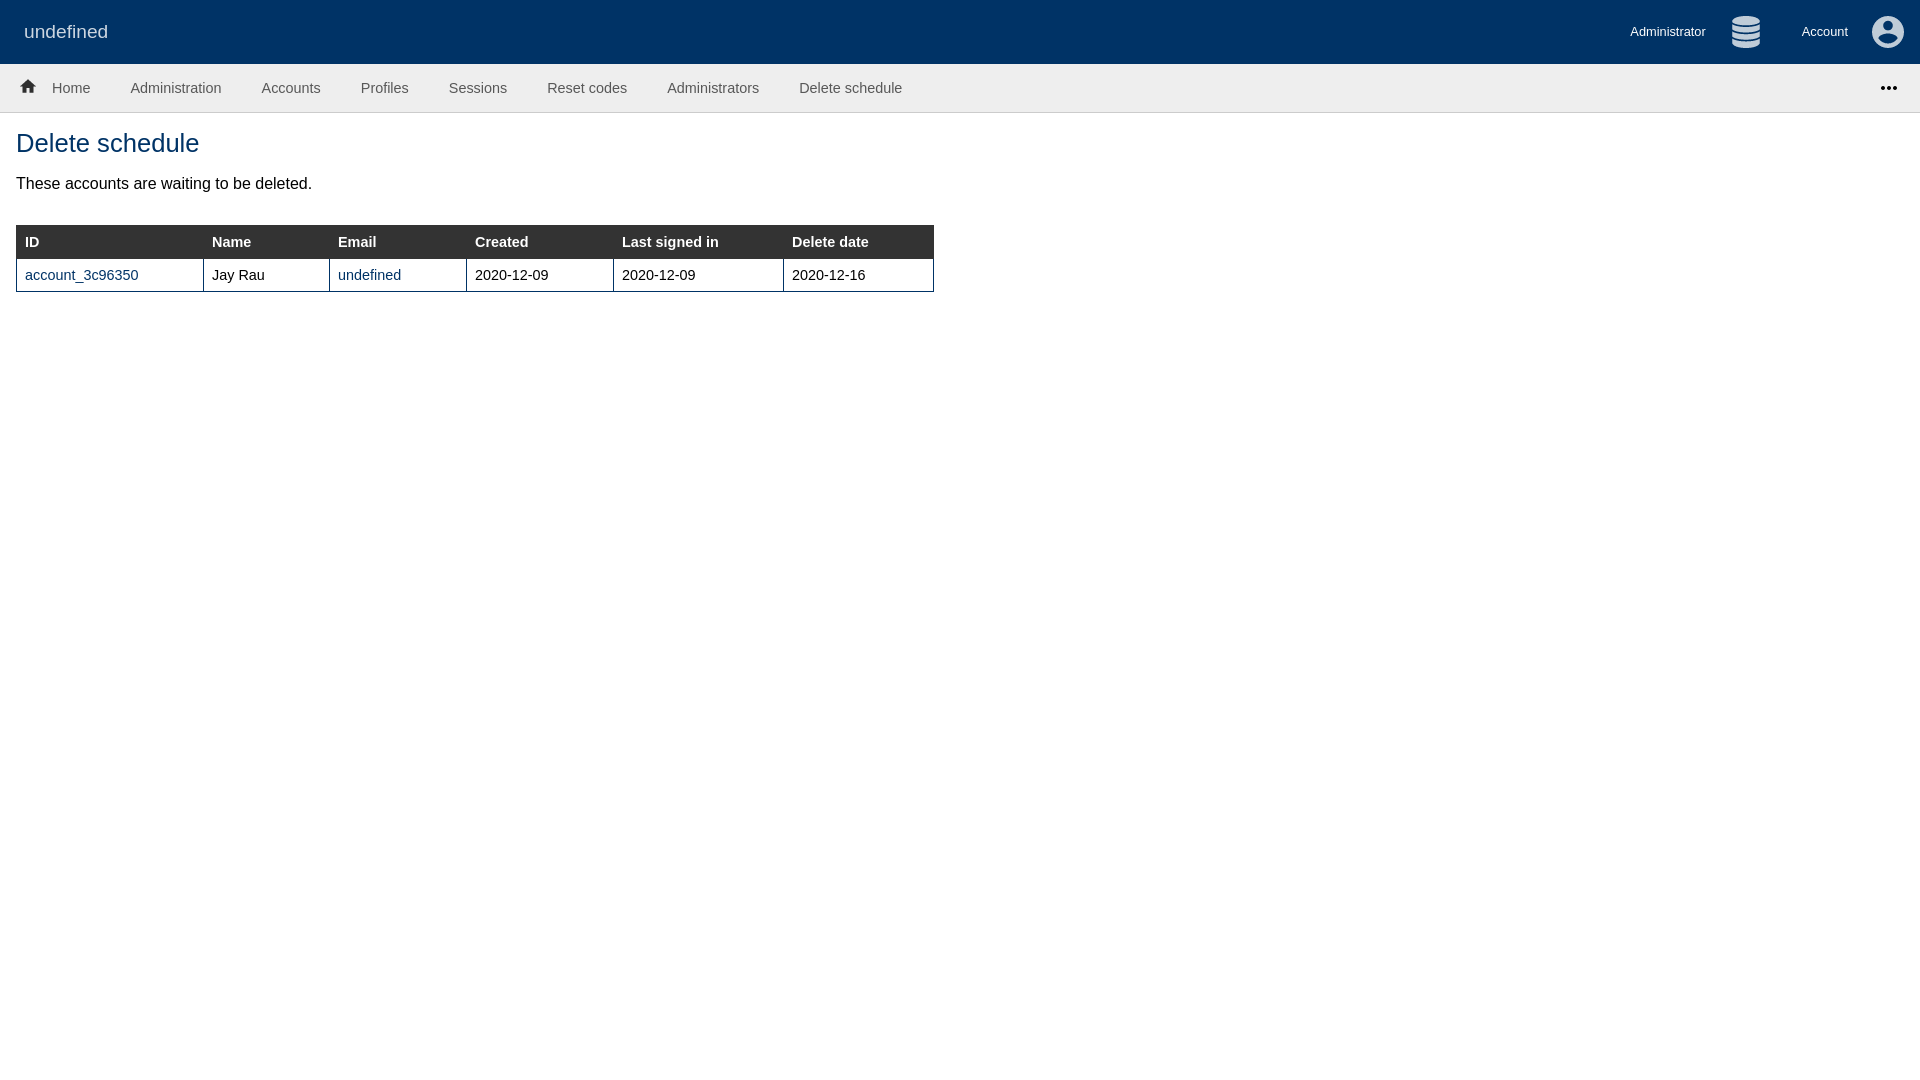 undefined
Administrator
Account
Home Administration Accounts Profiles Sessions Reset codes Administrators Delete schedule
Delete schedule
These accounts are waiting to be deleted.
ID Name Email Created Last signed in Delete date
account_3c96350 Jay Rau undefined 2020-12-09 2020-12-09 2020-12-16